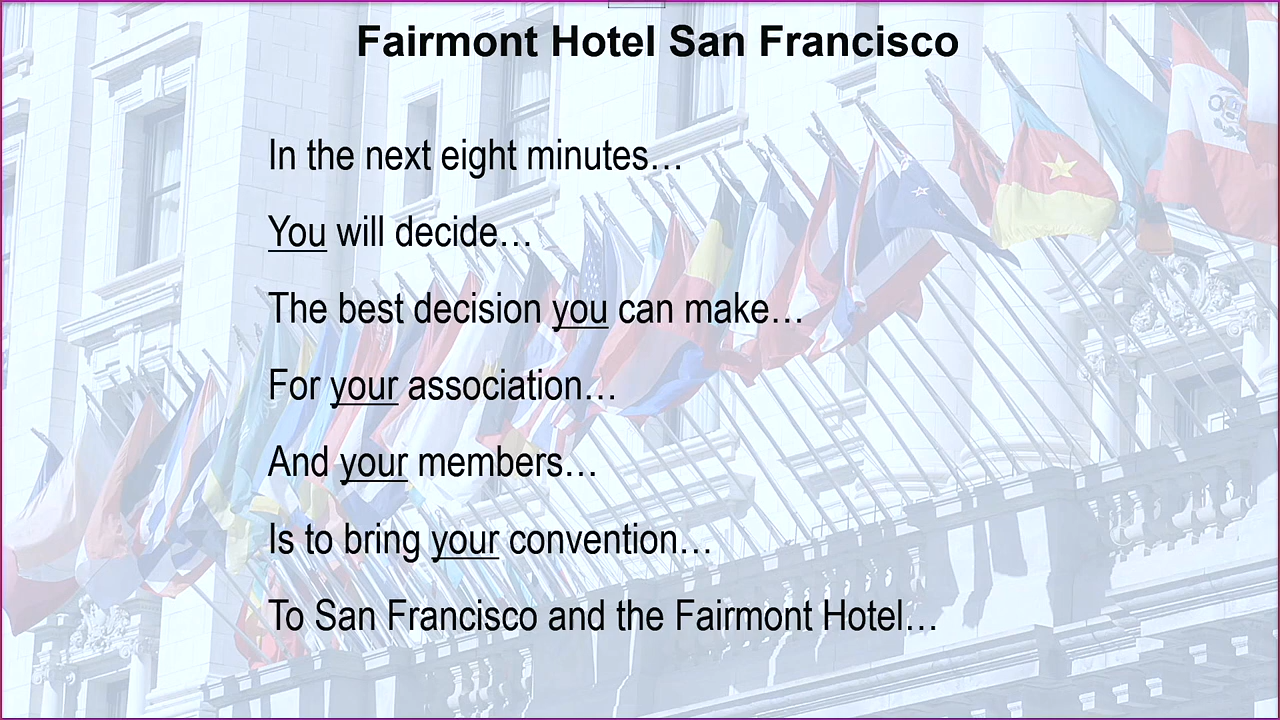 Fairmont Hotel San Francisco
In the next eight minutes…
You will decide…
The best decision you can make…
For your association…
And your members…
Is to bring your convention…
To San Francisco and the Fairmont Hotel…